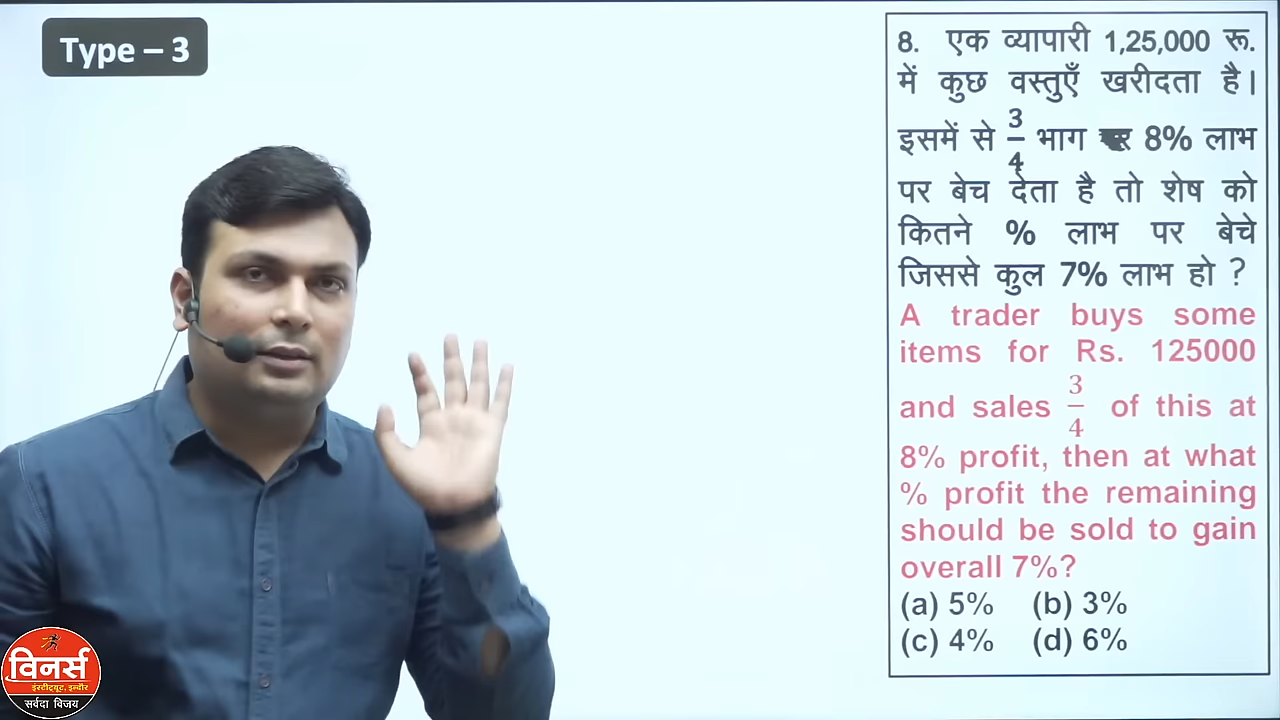 Type – 3
8. एक व्यापारी 1,25,000 रू.
में कुछ वस्तुएँ खरीदता है।
इसमें से 3/4 भाग 8% लाभ
पर बेच देता है तो शेष को
कितने % लाभ पर बेचे
जिससे कुल 7% लाभ हो ?
A trader buys some
items for Rs. 125000
and sales 3/4 of this at
8% profit, then at what
% profit the remaining
should be sold to gain
overall 7%?
(a) 5% (b) 3%
(c) 4% (d) 6%
विनर्स
इंस्टीट्यूट, इन्दौर
सर्वदा विजय